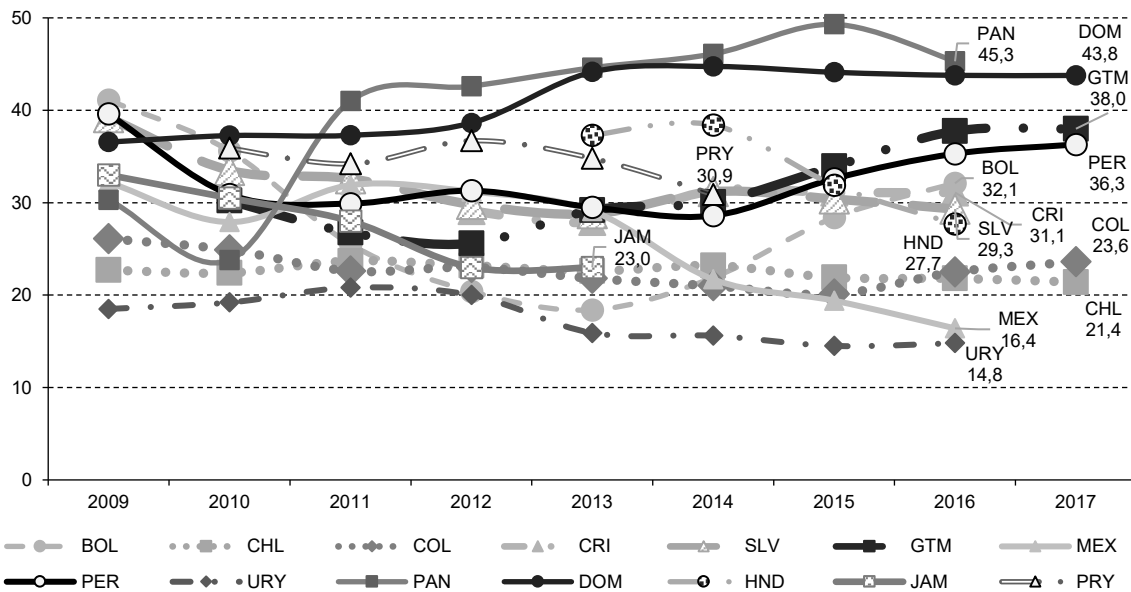 50
40
30
20
10
0
PAN
45,3
DOM
43,8
GTM
38,0
PRY
30,9
BOL
32,1
PER
36,3
CRI
31,1
SLV
29,3
HND
27,7
COL
23,6
JAM
23,0
CHL
21,4
MEX
16,4
URY
14,8
2009 2010 2011 2012 2013 2014 2015 2016 2017
BOL CHL COL CRI SLV GTM MEX
PER URY PAN DOM HND JAM PRY